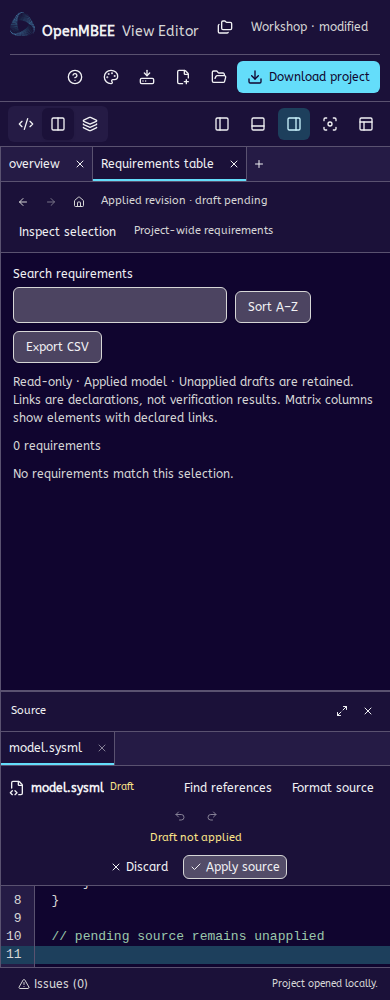 OpenMBEE View Editor
Workshop · modified
Download project
overview
Requirements table
Applied revision · draft pending
Inspect selection
Project-wide requirements
Search requirements
Sort A–Z
Export CSV
Read-only · Applied model · Unapplied drafts are retained.
Links are declarations, not verification results. Matrix columns
show elements with declared links.
0 requirements
No requirements match this selection.
Source
model.sysml
model.sysml Draft
Find references
Format source
Draft not applied
Discard
Apply source
8 }
9
10 // pending source remains unapplied
11
Issues (0)
Project opened locally.